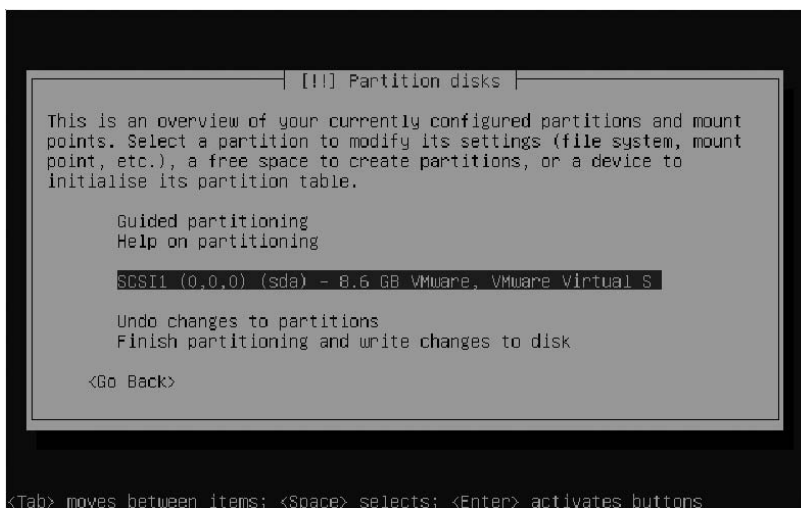 [!!] Partition disks
This is an overview of your currently configured partitions and mount
points. Select a partition to modify its settings (file system, mount
point, etc.), a free space to create partitions, or a device to
initialise its partition table.
Guided partitioning
Help on partitioning
SCSI1 (0,0,0) (sda) - 8.6 GB VMware, VMware Virtual S
Undo changes to partitions
Finish partitioning and write changes to disk
<Go Back>
<Tab> moves between items; <Space> selects; <Enter> activates buttons